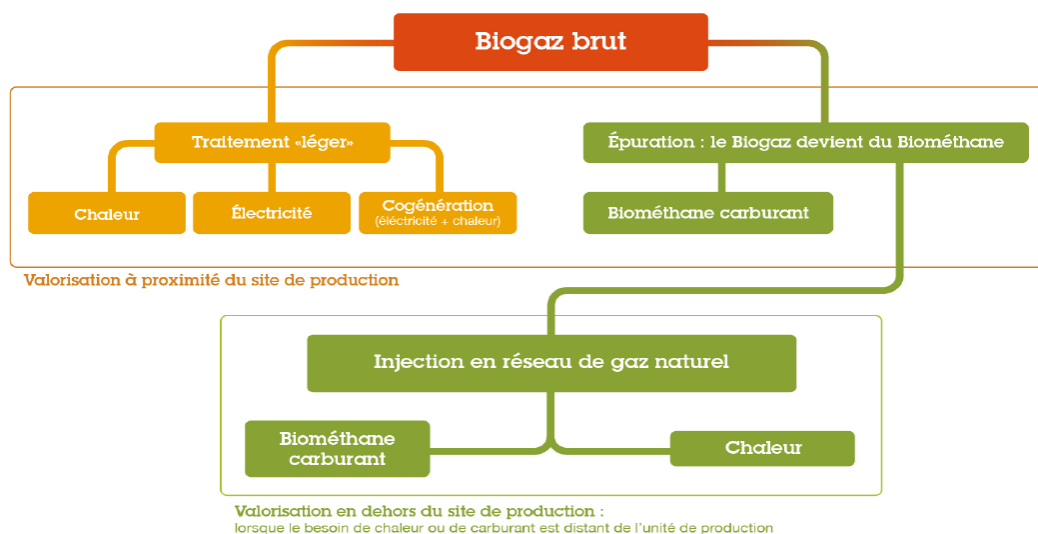 Biogaz brut
Traitement «léger»
Épuration : le Biogaz devient du Biométhane
Chaleur
Électricité
Cogénération
(éléctricité + chaleur)
Biométhane carburant
Valorisation à proximité du site de production
Injection en réseau de gaz naturel
Biométhane
carburant
Chaleur
Valorisation en dehors du site de production :
lorsque le besoin de chaleur ou de carburant est distant de l'unité de production